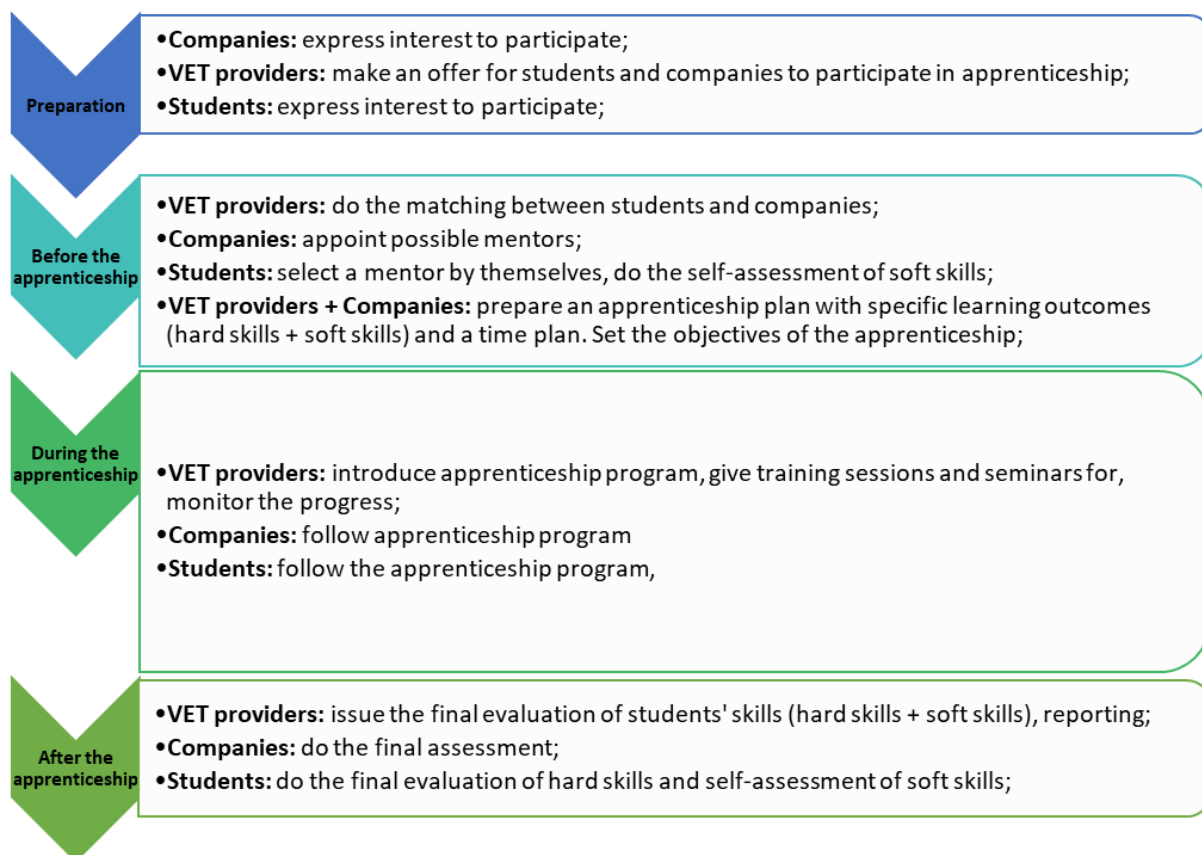 Preparation
•Companies: express interest to participate;
•VET providers: make an offer for students and companies to participate in apprenticeship;
•Students: express interest to participate;
Before the
apprenticeship
•VET providers: do the matching between students and companies;
•Companies: appoint possible mentors;
•Students: select a mentor by themselves, do the self-assessment of soft skills;
•VET providers + Companies: prepare an apprenticeship plan with specific learning outcomes
(hard skills + soft skills) and a time plan. Set the objectives of the apprenticeship;
During the
apprenticeship
•VET providers: introduce apprenticeship program, give training sessions and seminars for,
monitor the progress;
•Companies: follow apprenticeship program
•Students: follow the apprenticeship program,
After the
apprenticeship
•VET providers: issue the final evaluation of students' skills (hard skills + soft skills), reporting;
•Companies: do the final assessment;
•Students: do the final evaluation of hard skills and self-assessment of soft skills;